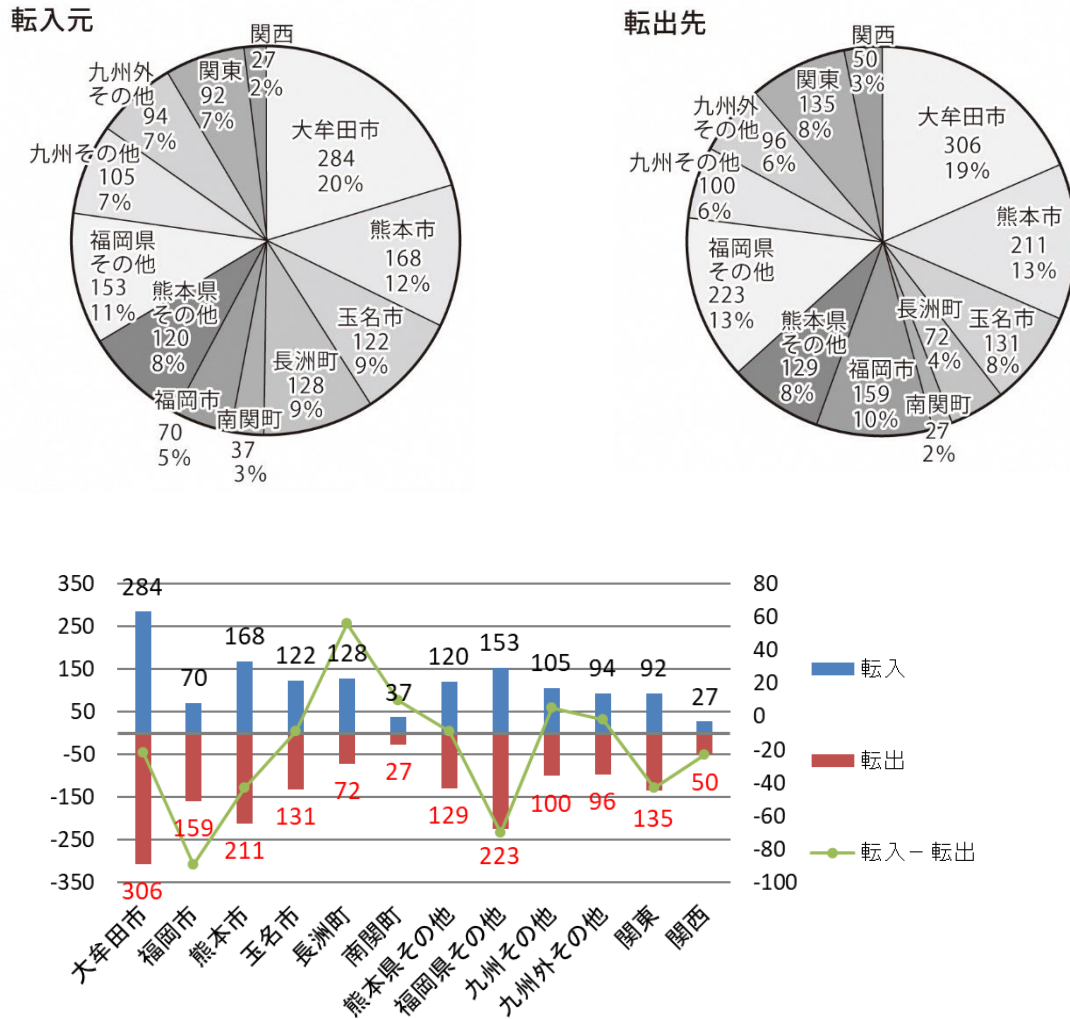 転入元
関西
27
2%
大牟田市
284
20%
熊本市
168
12%
玉名市
122
9%
長洲町
128
9%
南関町
37
3%
福岡市
70
5%
熊本県
その他
120
8%
福岡県
その他
153
11%
九州その他
105
7%
九州外
その他
94
7%
関東
92
7%
転出先
関西
50
3%
大牟田市
306
19%
熊本市
211
13%
玉名市
131
8%
長洲町
72
4%
南関町
27
2%
福岡市
159
10%
熊本県
その他
129
8%
福岡県
その他
223
13%
九州その他
100
6%
九州外
その他
96
6%
関東
135
8%
350
250
150
50
-50
-150
-250
-350
284
70
168
122
128
37
120
153
105
94
92
27
306
159
211
131
72
27
129
223
100
96
135
50
80
60
40
20
0
-20
-40
-60
-80
-100
転入
転出
転入－転出
大牟田市
福岡市
熊本市
玉名市
長洲町
南関町
熊本県その他
福岡県その他
九州その他
九州外その他
関東
関西